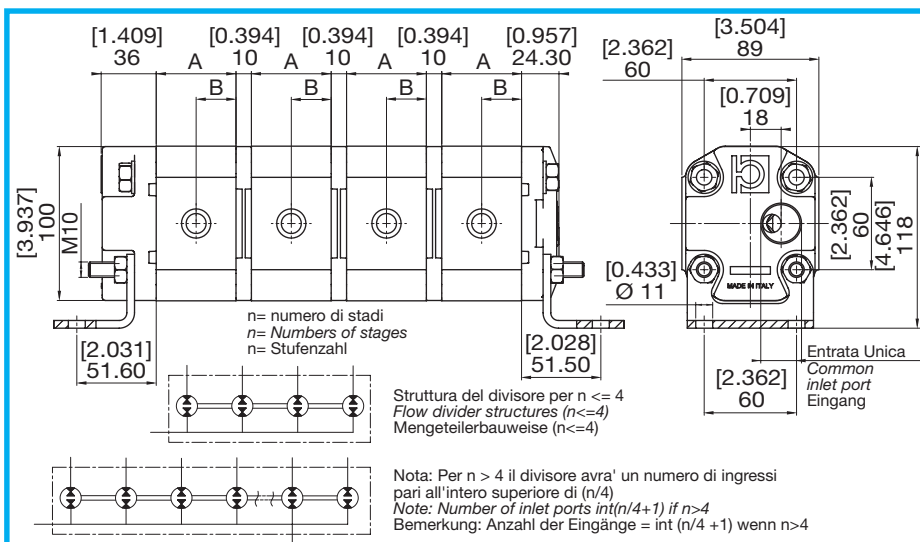 [1.409] [0.394] [0.394] [0.394] [0.957]
36 A 10 A 10 A 10 A 24.30
B B B B
[3.937]
100
M10
n= numero di stadi
n= Numbers of stages
n= Stufenzahl
[2.031]
51.60
[2.028]
51.50
[3.504]
89
[2.362]
60
[0.709]
18
[2.362]
60
[4.646]
118
[0.433]
Ø 11
MADE IN ITALY
[2.362]
60
Entrata Unica
Common
inlet port
Eingang
Struttura del divisore per n <= 4
Flow divider structures (n<=4)
Mengeteilerbauweise (n<=4)
Nota: Per n > 4 il divisore avra' un numero di ingressi
pari all'intero superiore di (n/4)
Note: Number of inlet ports int(n/4+1) if n>4
Bemerkung: Anzahl der Eingänge = int (n/4 +1) wenn n>4